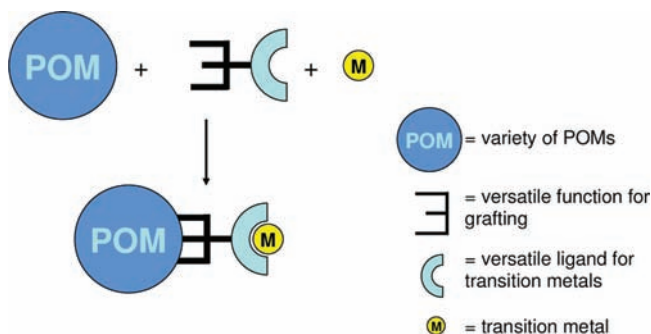 POM + + M
POM = variety of POMs
= versatile function for
grafting
POM M
= versatile ligand for
transition metals
M = transition metal